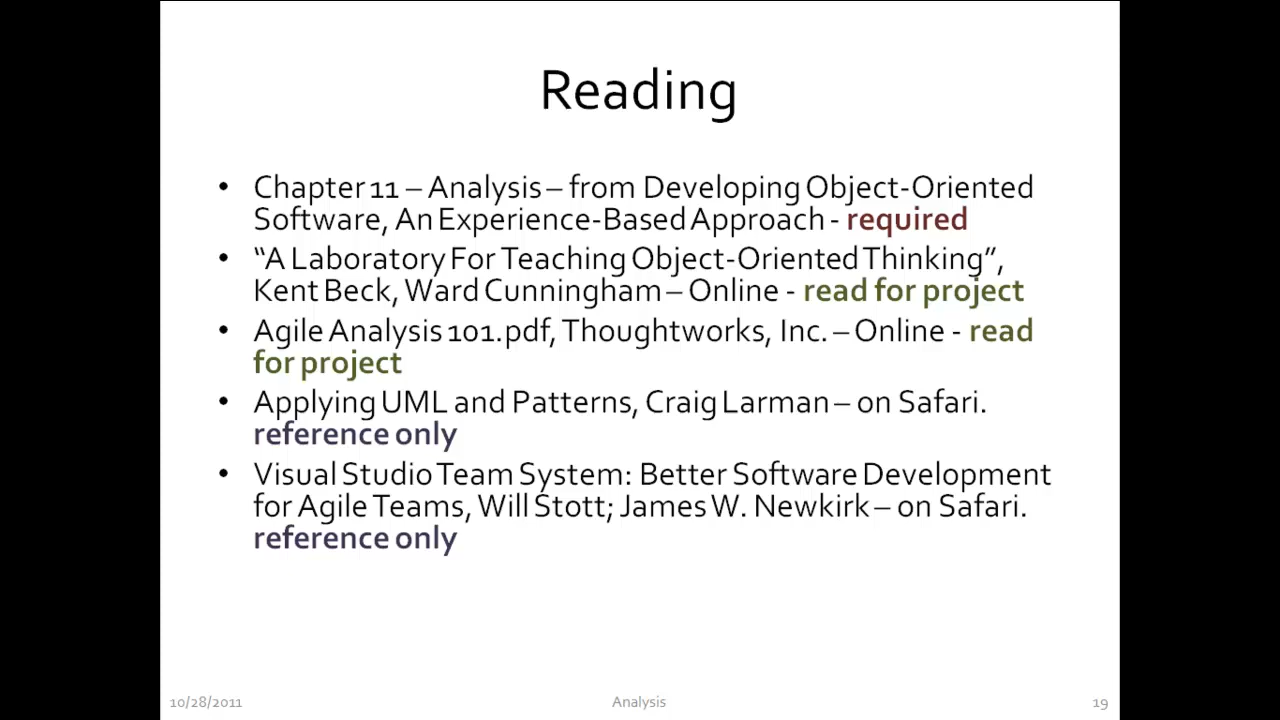 Reading
• Chapter 11 – Analysis – from Developing Object-Oriented
Software, An Experience-Based Approach - required
• “A Laboratory For Teaching Object-Oriented Thinking”,
Kent Beck, Ward Cunningham – Online - read for project
• Agile Analysis 101.pdf, Thoughtworks, Inc. – Online - read
for project
• Applying UML and Patterns, Craig Larman – on Safari.
reference only
• Visual Studio Team System: Better Software Development
for Agile Teams, Will Stott; James W. Newkirk – on Safari.
reference only
10/28/2011 Analysis 19